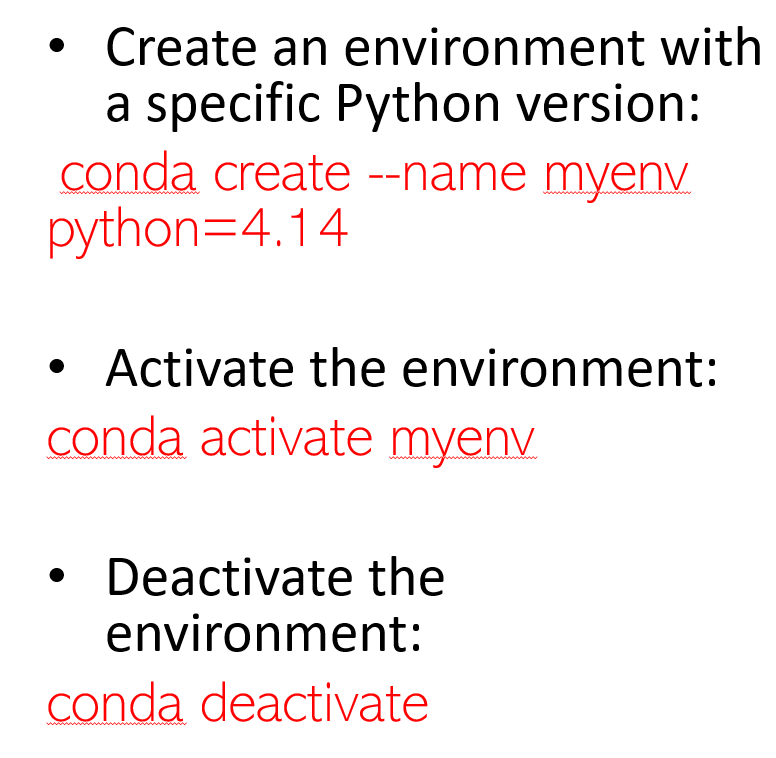 • Create an environment with
a specific Python version:
conda create --name myenv
python=4.14
• Activate the environment:
conda activate myenv
• Deactivate the
environment:
conda deactivate